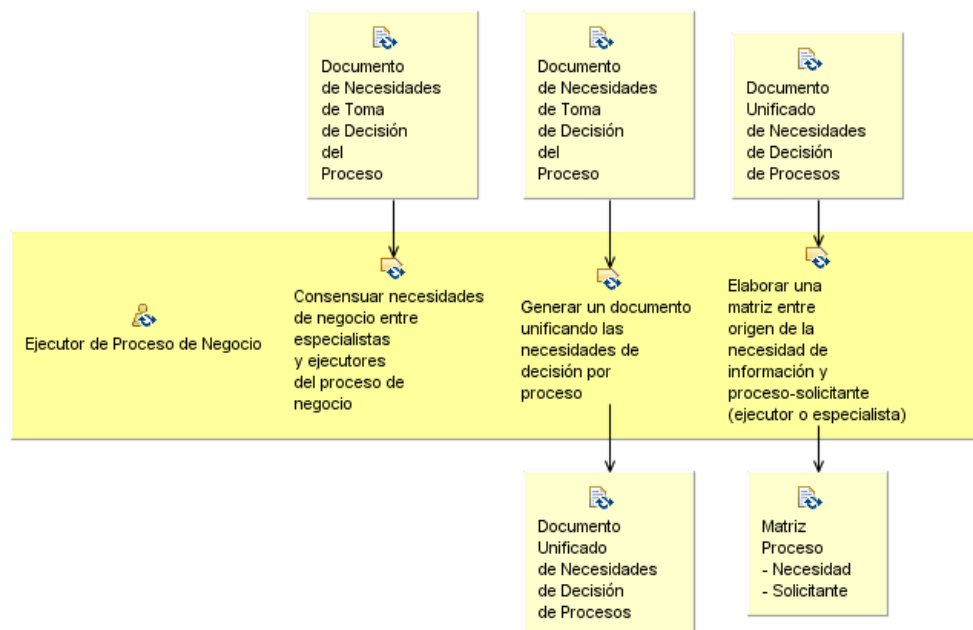 Documento
de Necesidades
de Toma
de Decisión
del
Proceso
Documento
de Necesidades
de Toma
de Decisión
del
Proceso
Documento
Unificado
de Necesidades
de Decisión
de Procesos
Ejecutor de Proceso de Negocio
Consensuar necesidades
de negocio entre
especialistas
y ejecutores
del proceso de
negocio
Generar un documento
unificando las
necesidades de
decisión por
proceso
Elaborar una
matriz entre
origen de la
necesidad de
información y
proceso-solicitante
(ejecutor o especialista)
Documento
Unificado
de Necesidades
de Decisión
de Procesos
Matriz
Proceso
- Necesidad
- Solicitante